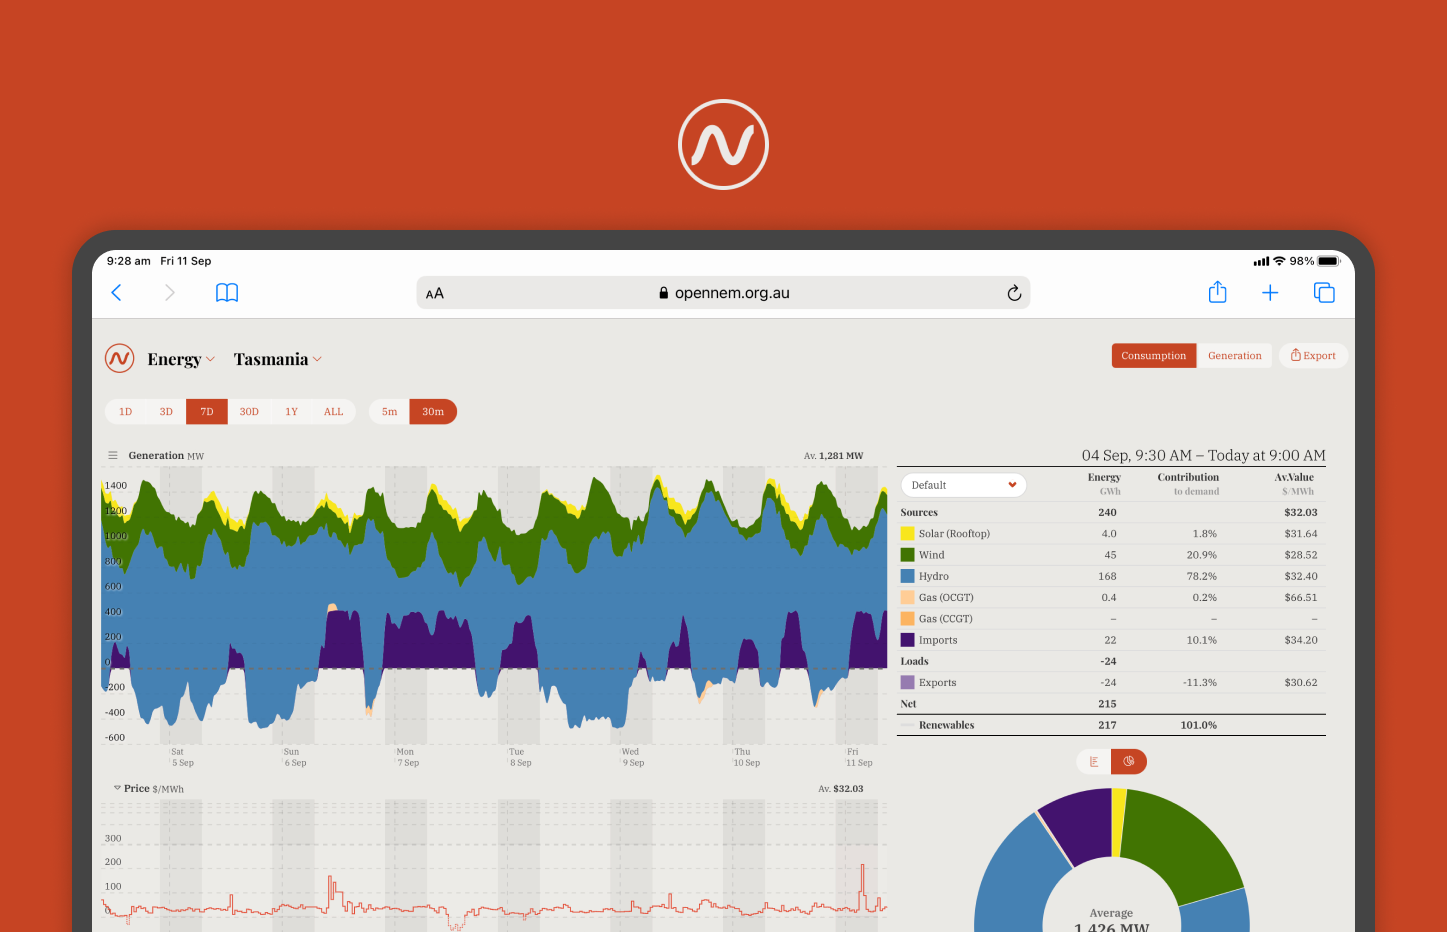 9:28 am Fri 11 Sep
98%
AA
opennem.org.au
Energy
Tasmania
Consumption
Generation
Export
1D 3D 7D 30D 1Y ALL
5m 30m
Generation MW
Av. 1,281 MW
1400
1200
1000
800
600
400
200
0
-200
-400
-600
Sat Sun Mon Tue Wed Thu Fri
5 Sep 6 Sep 7 Sep 8 Sep 9 Sep 10 Sep 11 Sep
Price $/MWh
Av. $32.03
300
200
100
0
04 Sep, 9:30 AM – Today at 9:00 AM
Default
Energy Contribution Av.Value
GWh to demand $/MWh
Sources 240 $32.03
Solar (Rooftop) 4.0 1.8% $31.64
Wind 45 20.9% $28.52
Hydro 168 78.2% $32.40
Gas (OCGT) 0.4 0.2% $66.51
Gas (CCGT) – – –
Imports 22 10.1% $34.20
Loads -24
Exports -24 -11.3% $30.62
Net 215
Renewables 217 101.0%
Average
1,426 MW